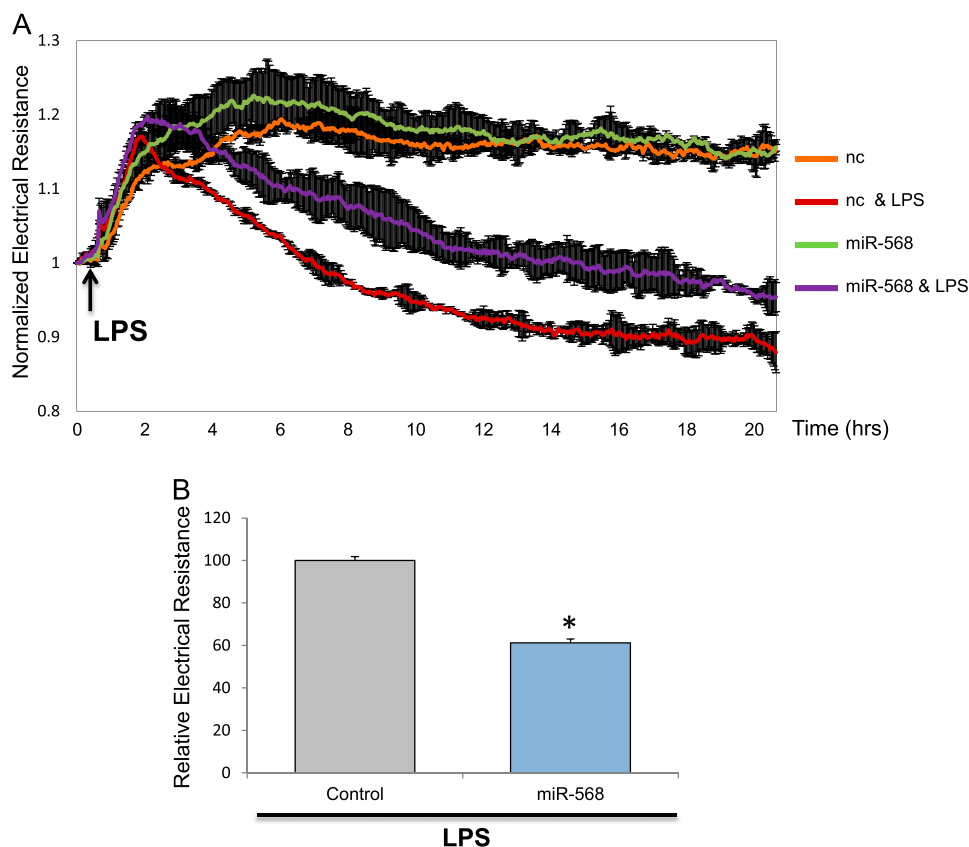 A
Normalized Electrical Resistance
1.3
1.2
1.1
1
0.9
0.8
LPS
0 2 4 6 8 10 12 14 16 18 20
Time (hrs)
nc
nc & LPS
miR-568
miR-568 & LPS
B
Relative Electrical Resistance
120
100
80
60
40
20
0
*
Control miR-568
LPS